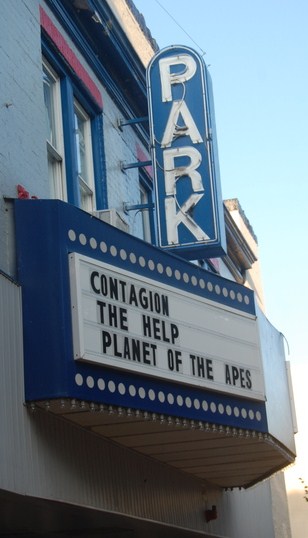 PARK
CONTAGION
THE HELP
PLANET OF THE APES